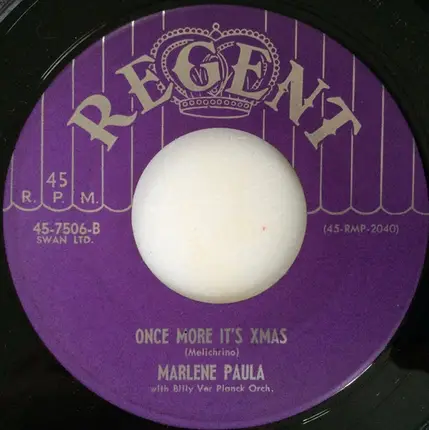 REGENT
45
R. P. M.
45-7506-B
SWAN LTD.
(45-RMP-2040)
ONCE MORE IT'S XMAS
(Melichrino)
MARLENE PAULA
with Billy Ver Planck Orch.